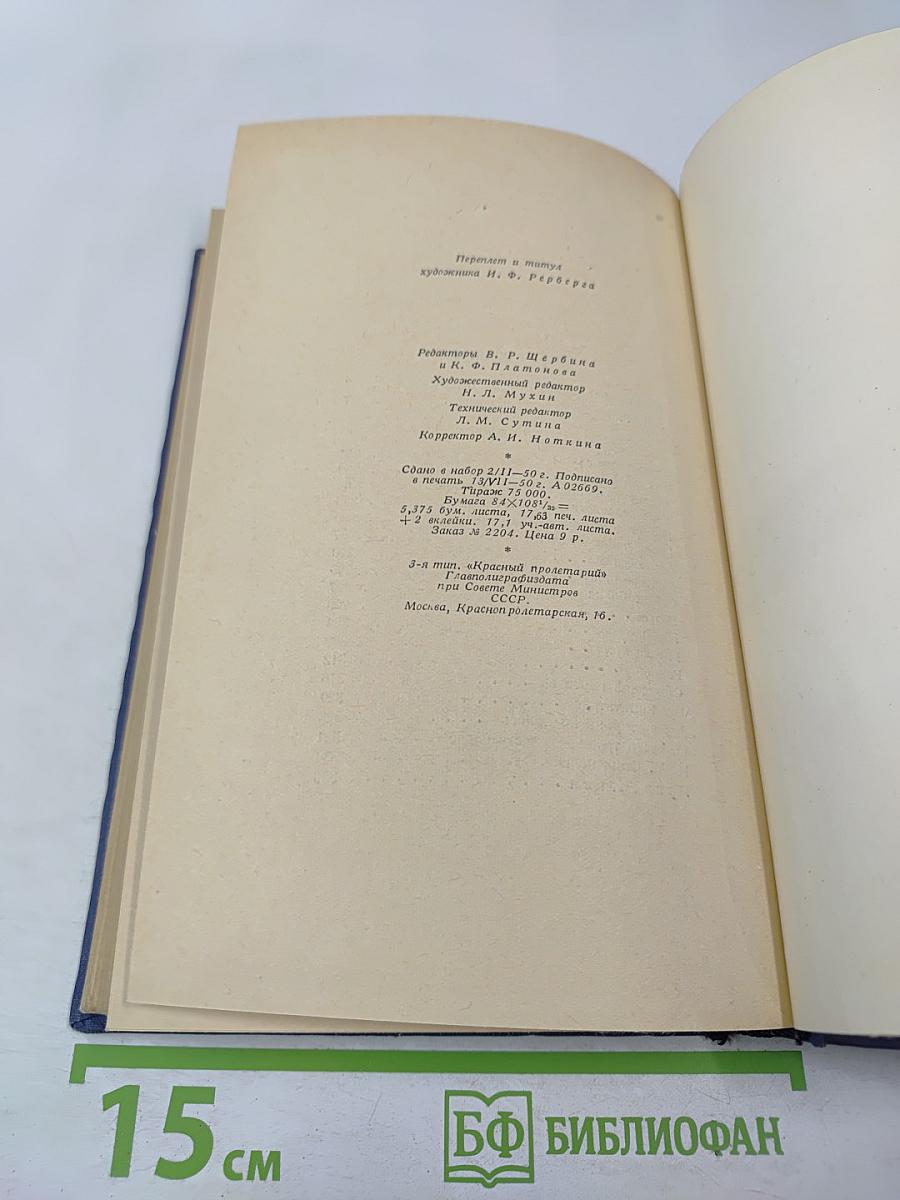 Переплет и титул
художника И. Ф. Рерберга
Редакторы В. Р. Щербина
и К. Ф. Платонова
Художественный редактор
Н. Л. Мухин
Технический редактор
Л. М. Сутина
Корректор А. И. Ноткина
*
Сдано в набор 2/II—50 г. Подписано
в печать 13/VII—50 г. А 02669.
Тираж 75 000.
Бумага 84×108¹/₃₂=
5,375 бум. листа, 17,63 печ. листа
+2 вклейки. 17,1 уч.-авт. листа.
Заказ № 2204. Цена 9 р.
*
3-я тип. «Красный пролетарий»
Главполиграфиздата
при Совете Министров
СССР.
Москва, Краснопролетарская, 16.
15 см
БФ БИБЛИОФАН